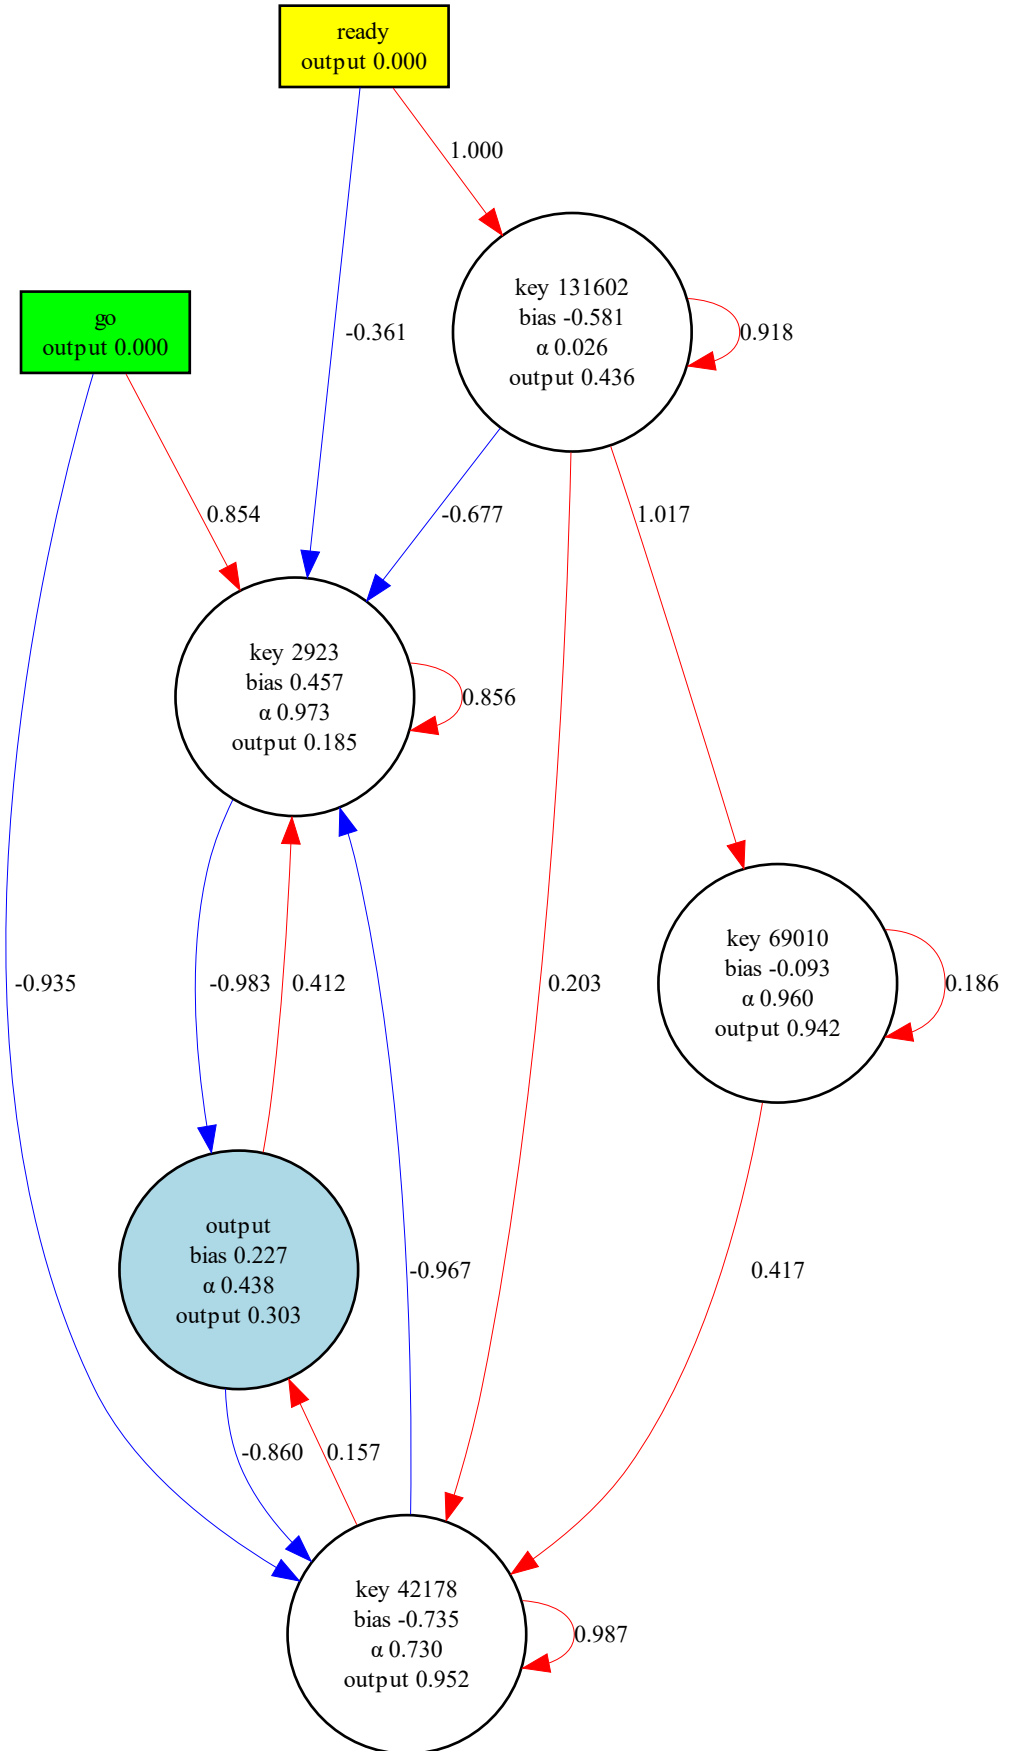 ready
output 0.000
1.000
key 131602
bias -0.581
α 0.026
output 0.436
0.918
go
output 0.000
-0.361
0.854
-0.677
1.017
key 2923
bias 0.457
α 0.973
output 0.185
0.856
key 69010
bias -0.093
α 0.960
output 0.942
0.186
-0.935
-0.983
0.412
0.203
output
bias 0.227
α 0.438
output 0.303
-0.967
0.417
-0.860
0.157
key 42178
bias -0.735
α 0.730
output 0.952
0.987